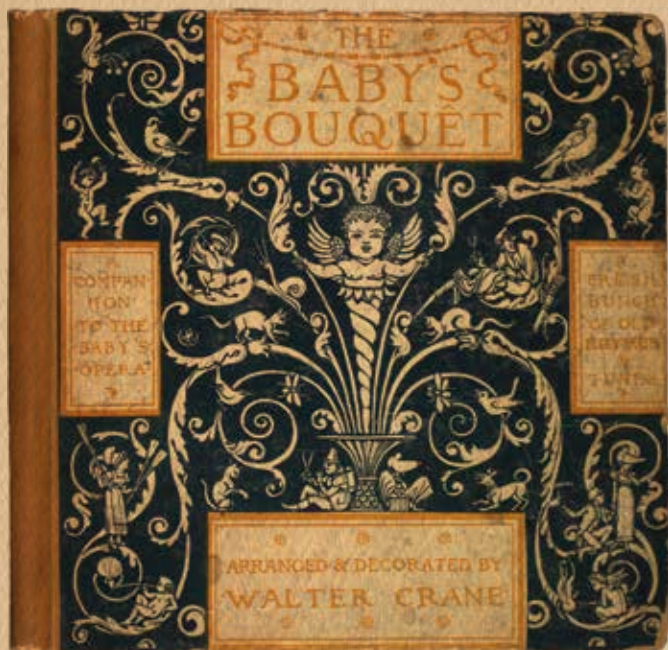 THE
BABY'S
BOUQUÊT
COMPAN-
ION
TO THE
BABY'S
OPERA
FRESH
BUNCH
OF OLD
RHYMES
TUNES
ARRANGED & DECORATED BY
WALTER CRANE